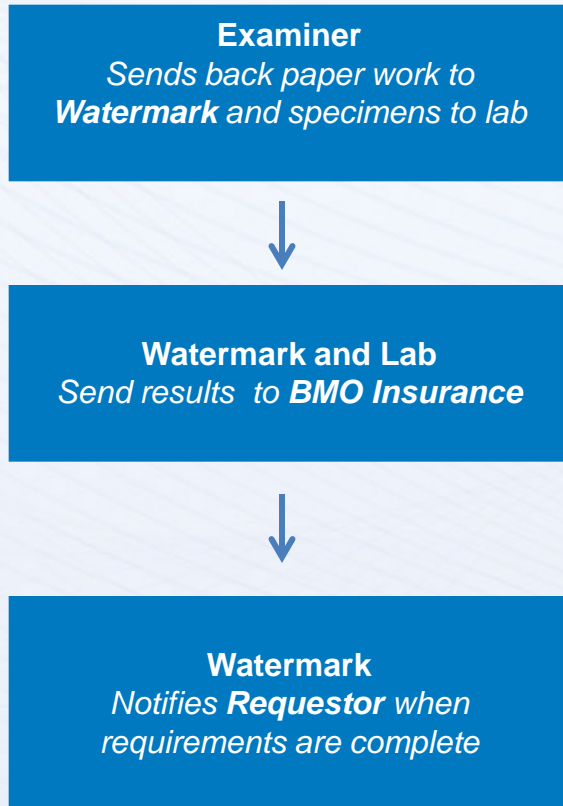 Examiner
Sends back paper work to
Watermark and specimens to lab
Watermark and Lab
Send results  to BMO Insurance
Watermark
Notifies Requestor when
requirements are complete